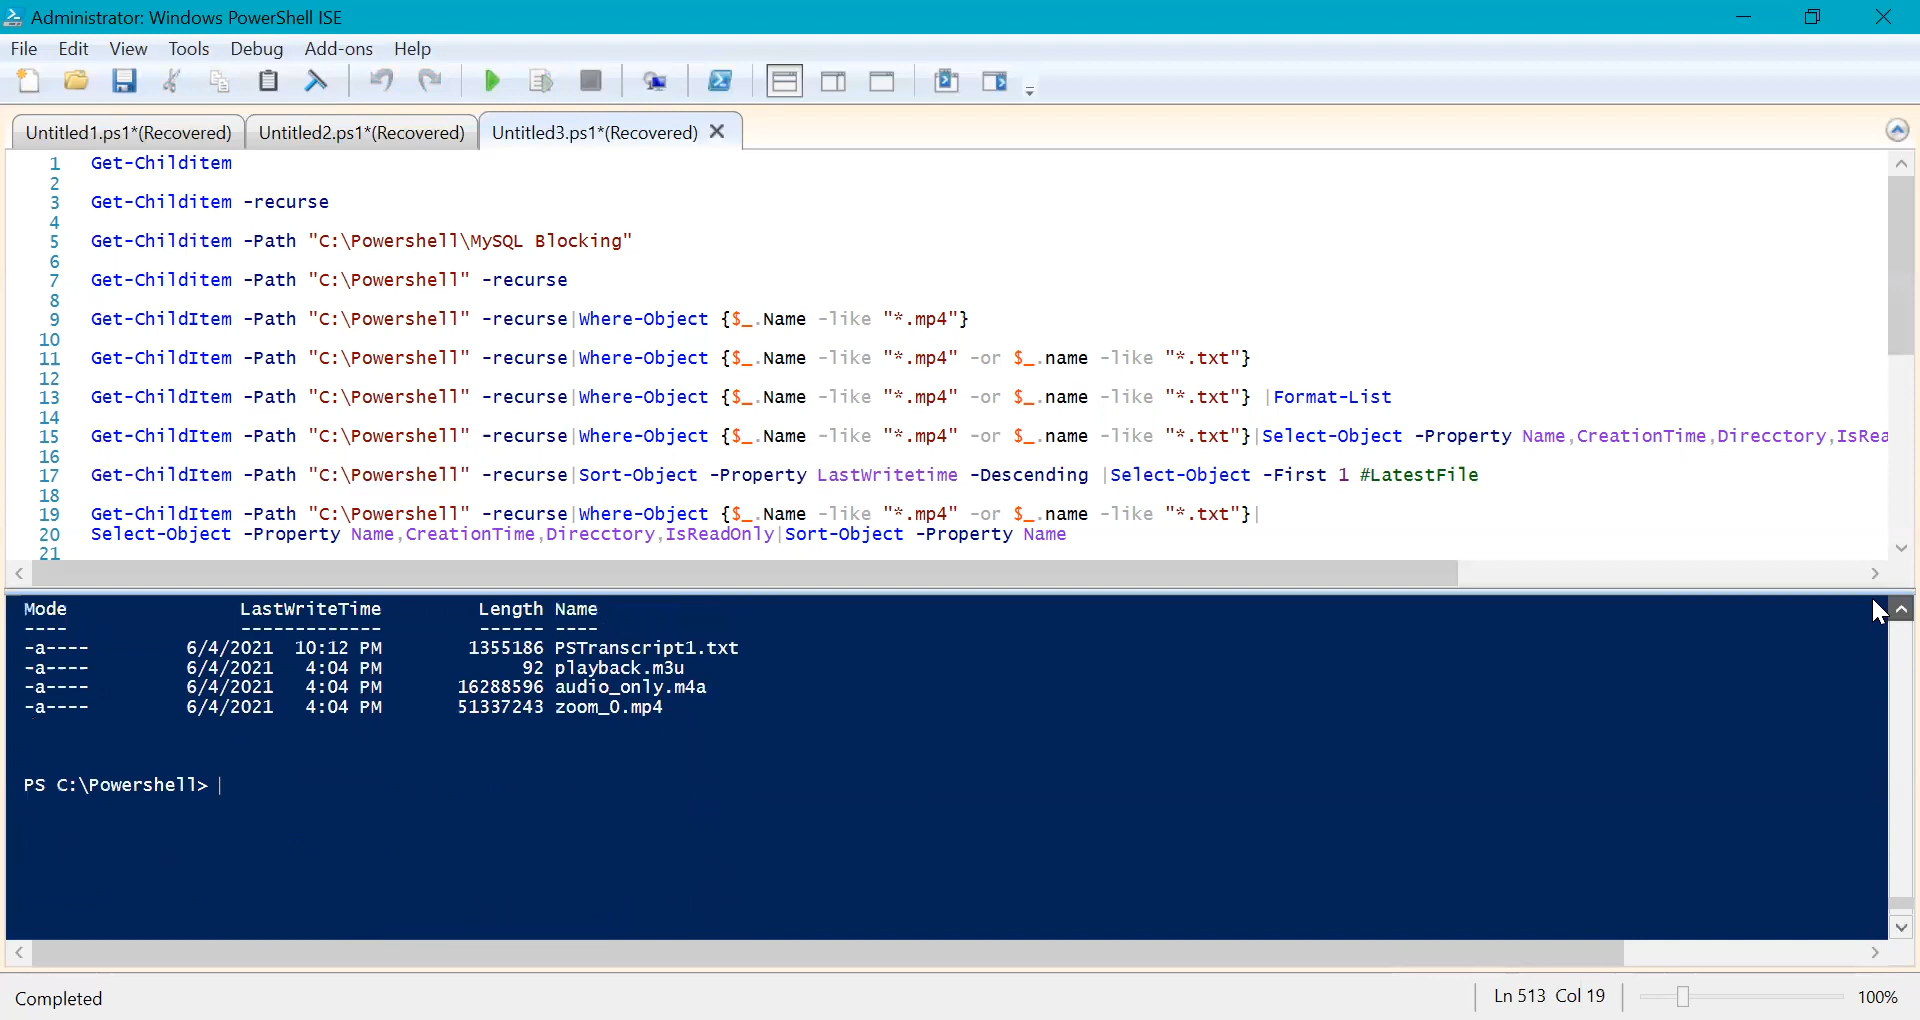 Administrator: Windows PowerShell ISE
File Edit View Tools Debug Add-ons Help
Untitled1.ps1*(Recovered) Untitled2.ps1*(Recovered) Untitled3.ps1*(Recovered)
1 Get-Childitem
2
3 Get-Childitem -recurse
4
5 Get-Childitem -Path "C:\Powershell\MySQL Blocking"
6
7 Get-Childitem -Path "C:\Powershell" -recurse
8
9 Get-ChildItem -Path "C:\Powershell" -recurse|Where-Object {$_.Name -like "*.mp4"}
10
11 Get-ChildItem -Path "C:\Powershell" -recurse|Where-Object {$_.Name -like "*.mp4" -or $_.name -like "*.txt"}
12
13 Get-ChildItem -Path "C:\Powershell" -recurse|Where-Object {$_.Name -like "*.mp4" -or $_.name -like "*.txt"} |Format-List
14
15 Get-ChildItem -Path "C:\Powershell" -recurse|Where-Object {$_.Name -like "*.mp4" -or $_.name -like "*.txt"}|Select-Object -Property Name,CreationTime,Direcctory,IsRea
16
17 Get-ChildItem -Path "C:\Powershell" -recurse|Sort-Object -Property LastWritetime -Descending |Select-Object -First 1 #LatestFile
18
19 Get-ChildItem -Path "C:\Powershell" -recurse|Where-Object {$_.Name -like "*.mp4" -or $_.name -like "*.txt"}|
20 Select-Object -Property Name,CreationTime,Direcctory,IsReadOnly|Sort-Object -Property Name
21
Mode LastWriteTime Length Name
---- ------------- ------ ----
-a---- 6/4/2021 10:12 PM 1355186 PSTranscript1.txt
-a---- 6/4/2021 4:04 PM 92 playback.m3u
-a---- 6/4/2021 4:04 PM 16288596 audio_only.m4a
-a---- 6/4/2021 4:04 PM 51337243 zoom_0.mp4
PS C:\Powershell>
Completed Ln 513 Col 19 100%